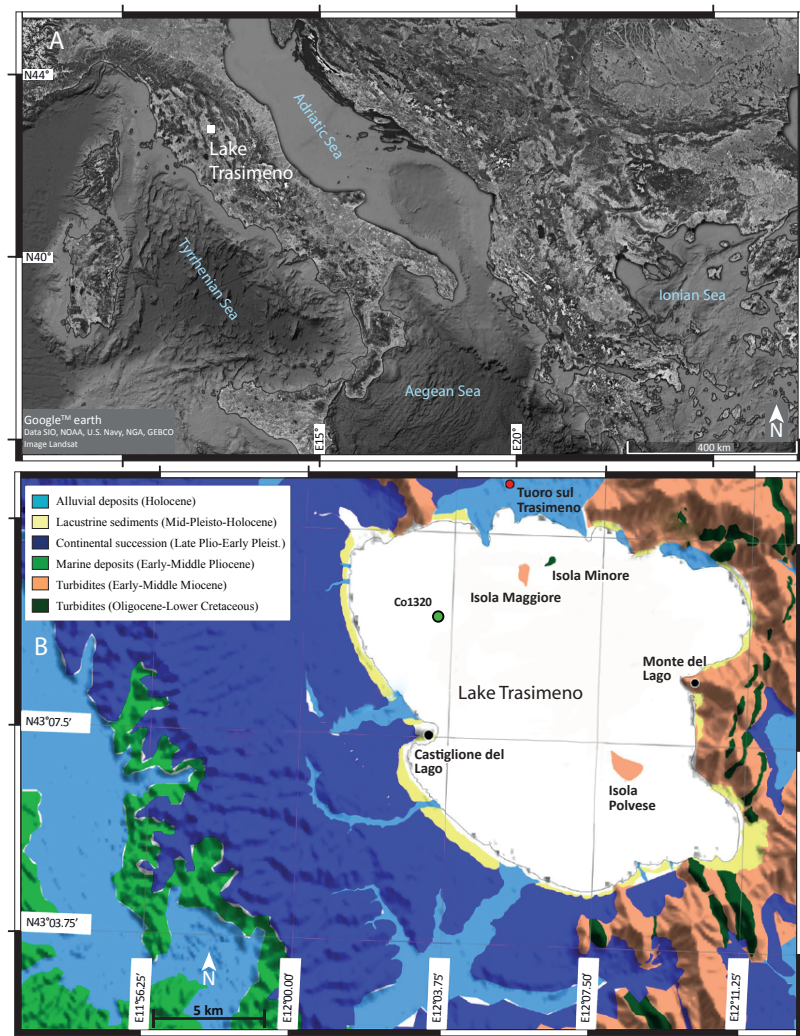 A
N44°
Adriatic Sea
Lake
Trasimeno
N40°
Tyrrhenian Sea
Ionian Sea
Aegean Sea
Google™ earth
Data SIO, NOAA, U.S. Navy, NGA, GEBCO
Image Landsat
E15°
E20°
N
400 km
Alluvial deposits (Holocene)
Lacustrine sediments (Mid-Pleisto-Holocene)
Continental succession (Late Plio-Early Pleist.)
Marine deposits (Early-Middle Pliocene)
Turbidites (Early-Middle Miocene)
Turbidites (Oligocene-Lower Cretaceous)
B
Tuoro sul
Trasimeno
Isola Minore
Isola Maggiore
Co1320
Monte del
Lago
Lake Trasimeno
N43°07.5'
Castiglione del
Lago
Isola
Polvese
N43°03.75'
N
5 km
E11°56.25'
E12°00.00'
E12°03.75'
E12°07.50'
E12°11.25'